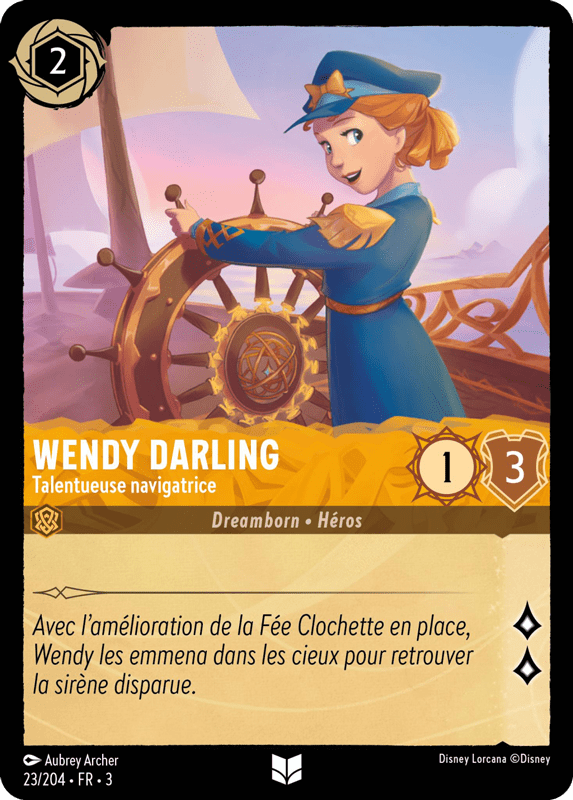 2
WENDY DARLING
Talentueuse navigatrice
1
3
Dreamborn • Héros
Avec l'amélioration de la Fée Clochette en place,
Wendy les emmena dans les cieux pour retrouver
la sirène disparue.
Aubrey Archer
Disney Lorcana ©Disney
23/204 • FR • 3